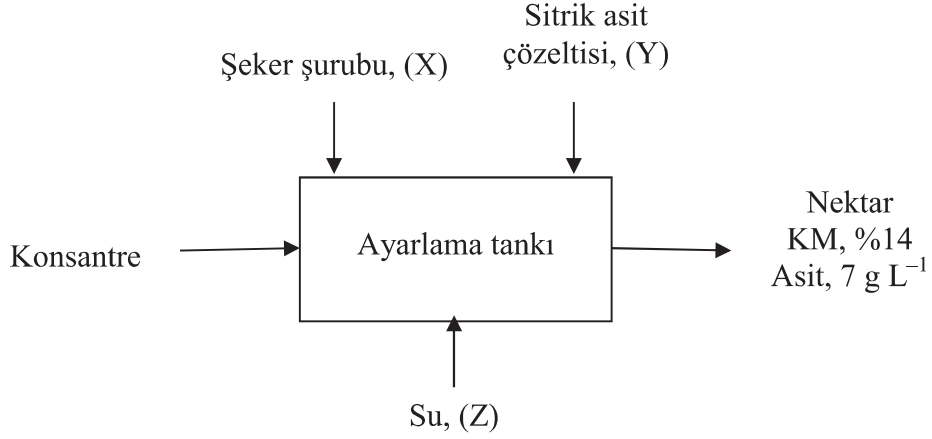 Sitrik asit
çözeltisi, (Y)
Şeker şurubu, (X)
Konsantre
Ayarlama tankı
Nektar
KM, %14
Asit, 7 g L⁻¹
Su, (Z)